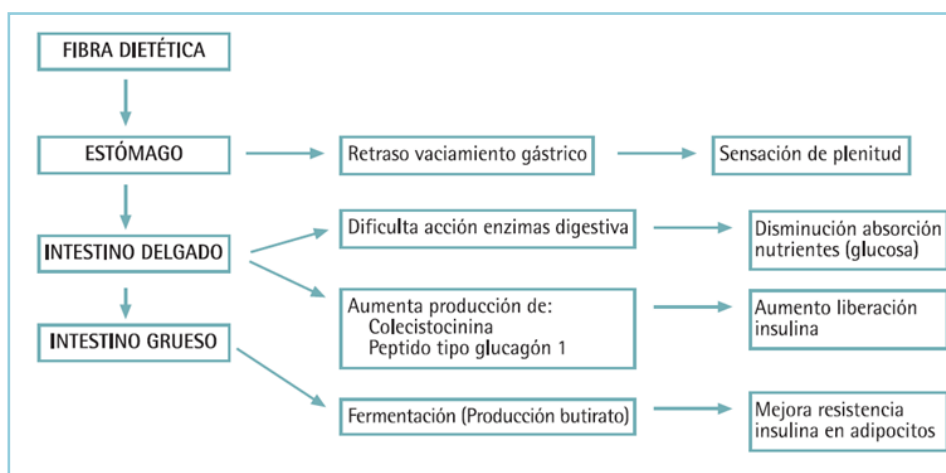 FIBRA DIETÉTICA
ESTÓMAGO
Retraso vaciamiento gástrico
Sensación de plenitud
INTESTINO DELGADO
Dificulta acción enzimas digestiva
Disminución absorción
nutrientes (glucosa)
Aumenta producción de:
Colecistocinina
Peptido tipo glucagón 1
Aumento liberación
insulina
INTESTINO GRUESO
Fermentación (Producción butirato)
Mejora resistencia
insulina en adipocitos